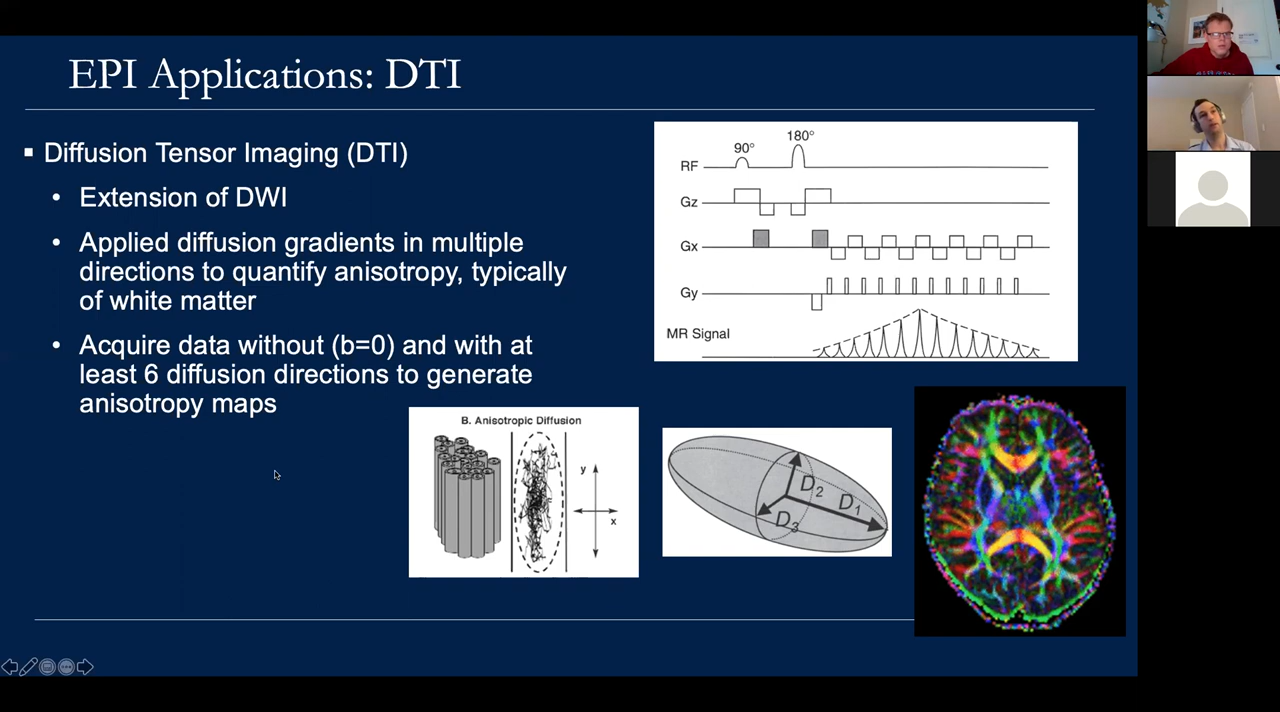 EPI Applications: DTI
▪ Diffusion Tensor Imaging (DTI)
• Extension of DWI
• Applied diffusion gradients in multiple
directions to quantify anisotropy, typically
of white matter
• Acquire data without (b=0) and with at
least 6 diffusion directions to generate
anisotropy maps
90° 180°
RF
Gz
Gx
Gy
MR Signal
B. Anisotropic Diffusion
y
x
D2
D1
D3